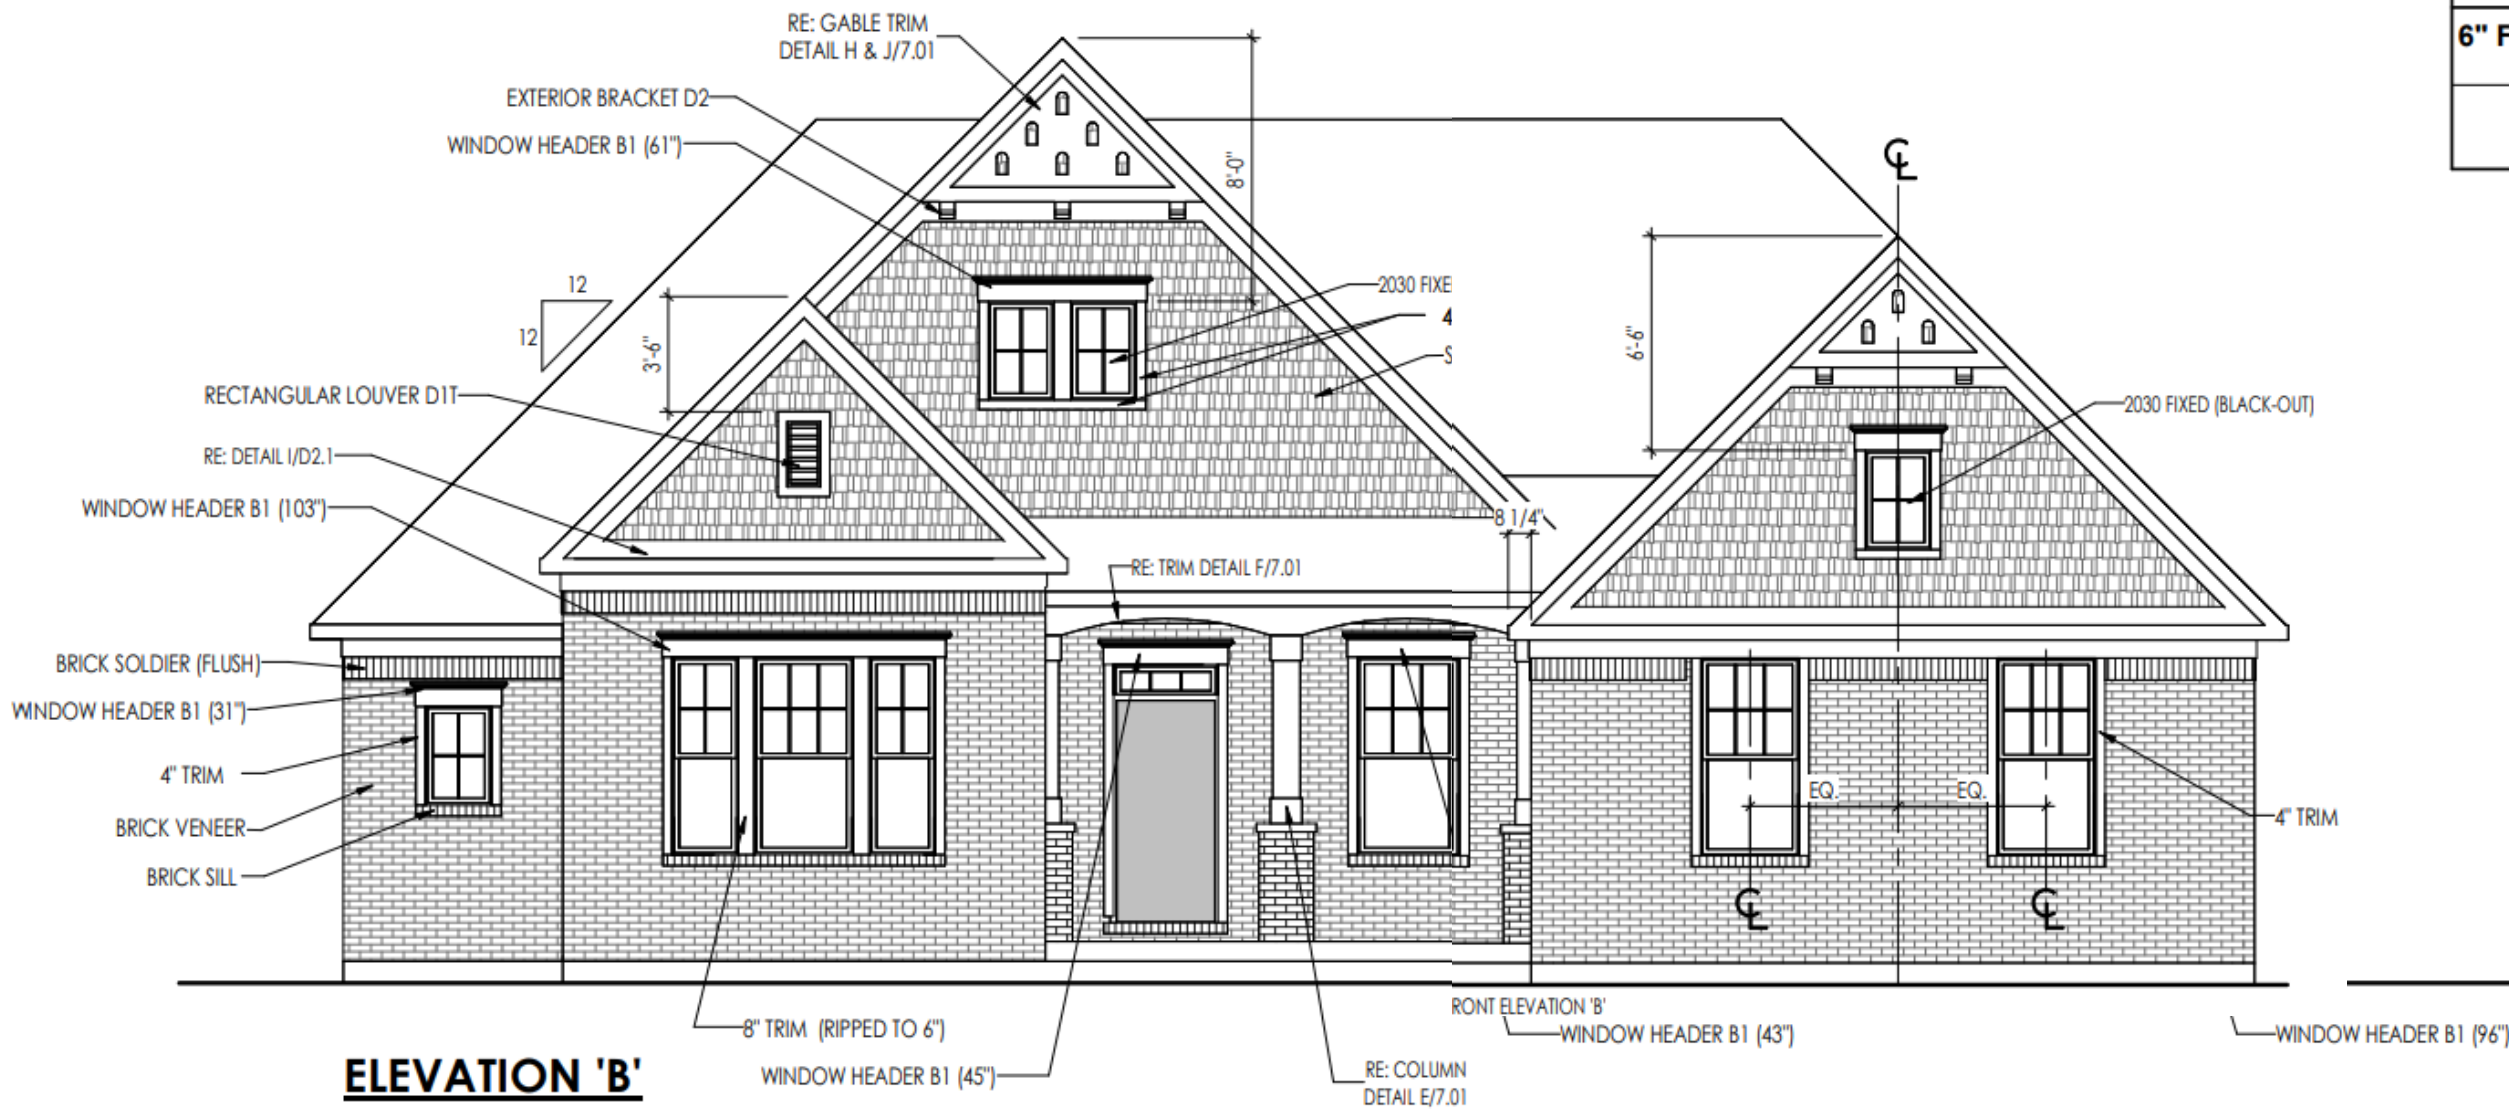 RE: GABLE TRIM
DETAIL H & J/7.01
6" F
EXTERIOR BRACKET D2
WINDOW HEADER B1 (61")
8'-0"
℄
12
12
2030 FIXE
4
S
3'-6"
6'-6"
RECTANGULAR LOUVER D1T
2030 FIXED (BLACK-OUT)
RE: DETAIL I/D2.1
WINDOW HEADER B1 (103")
8 1/4"
RE: TRIM DETAIL F/7.01
BRICK SOLDIER (FLUSH)
WINDOW HEADER B1 (31")
4" TRIM
BRICK VENEER
BRICK SILL
EQ.
EQ.
4" TRIM
℄
℄
8" TRIM (RIPPED TO 6")
RONT ELEVATION 'B'
WINDOW HEADER B1 (43")
WINDOW HEADER B1 (96")
ELEVATION 'B'
WINDOW HEADER B1 (45")
RE: COLUMN
DETAIL E/7.01